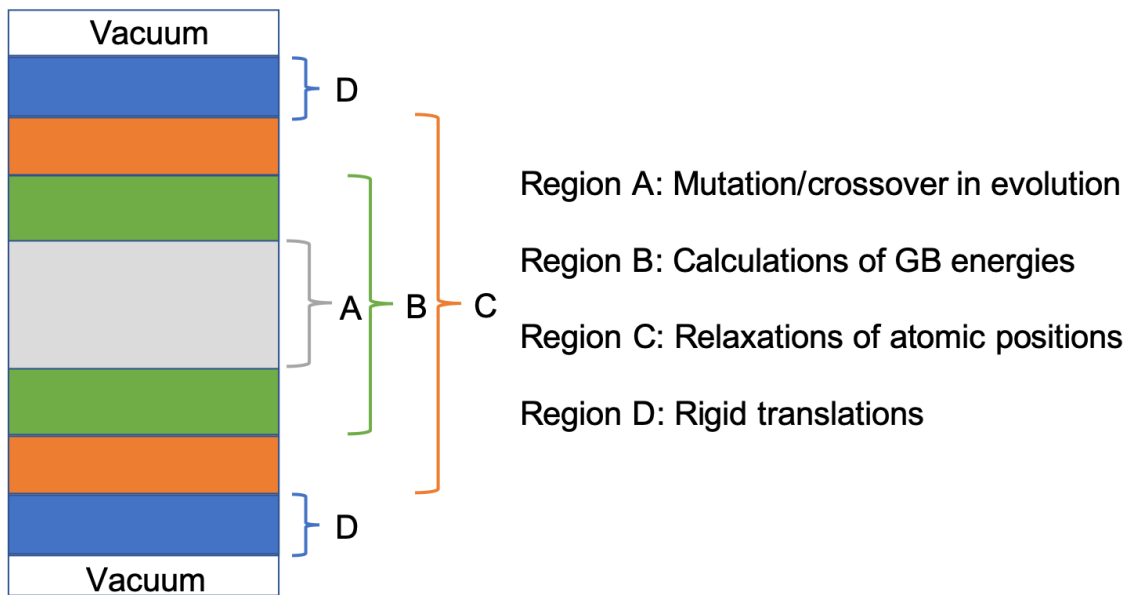 Vacuum
D
Region A: Mutation/crossover in evolution
Region B: Calculations of GB energies
A
B
C
Region C: Relaxations of atomic positions
Region D: Rigid translations
D
Vacuum